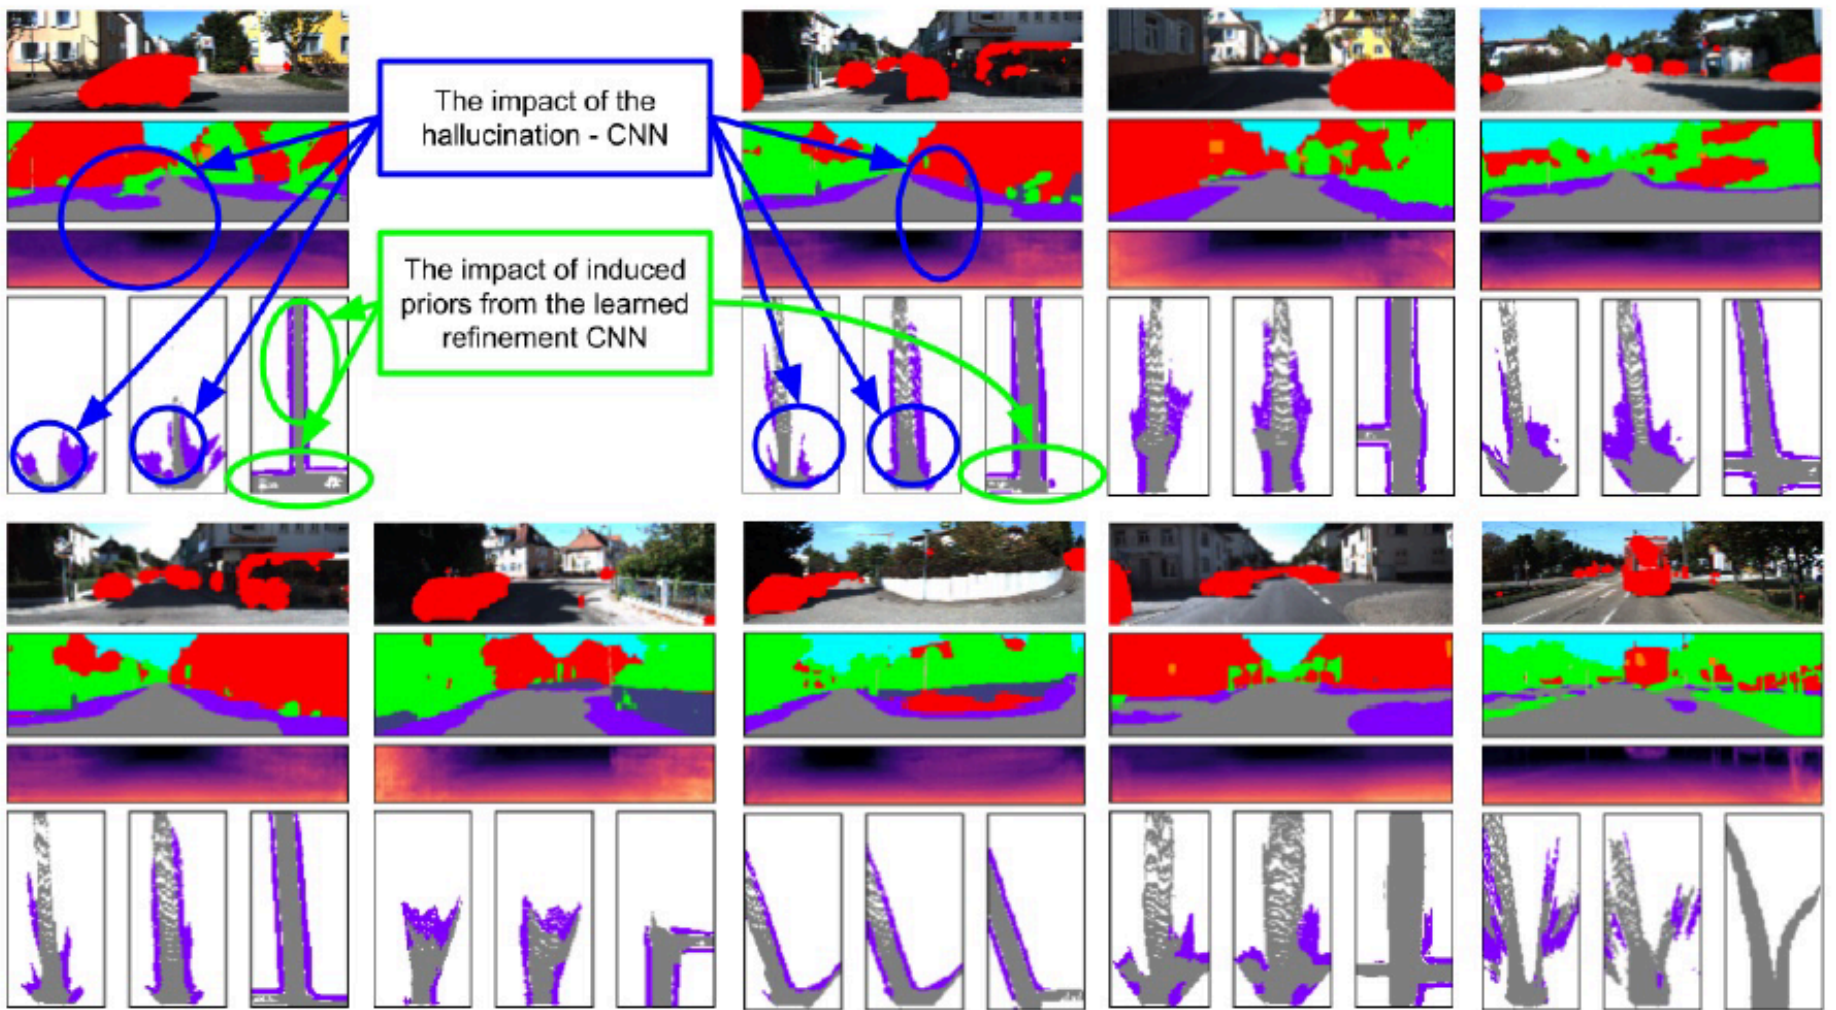 The impact of the
hallucination - CNN
The impact of induced
priors from the learned
refinement CNN